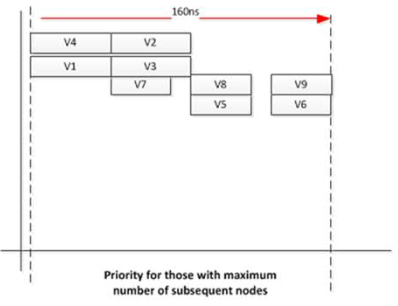 160ns
V4 V2
V1 V3
V7 V8 V9
V5 V6
Priority for those with maximum
number of subsequent nodes